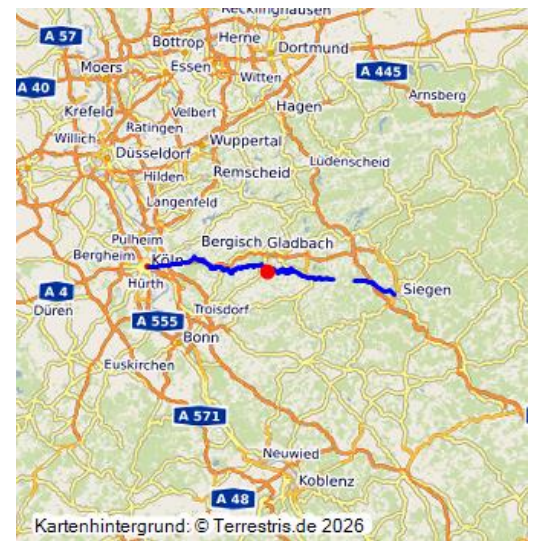 Recklinghausen
A 57
Bottrop
Herne
Dortmund
Moers
Essen
A 445
A 40
Witten
Arnsberg
Krefeld
Velbert
Hagen
Willich
Ratingen
Wuppertal
Düsseldorf
Lüdenscheid
Hilden
Remscheid
Langenfeld
Pulheim
Bergisch Gladbach
Bergheim
Köln
Hürth
Siegen
A 4
Düren
Troisdorf
A 555
Bonn
Euskirchen
A 571
Neuwied
Koblenz
A 48
Kartenhintergrund: © Terrestris.de 2026